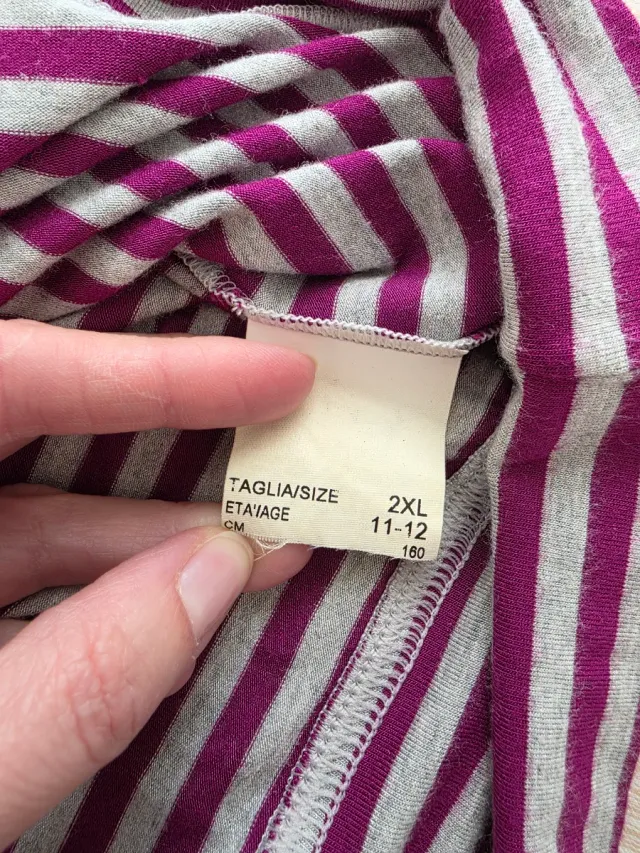 TAGLIA/SIZE 2XL
ETA'/AGE 11-12
CM 160